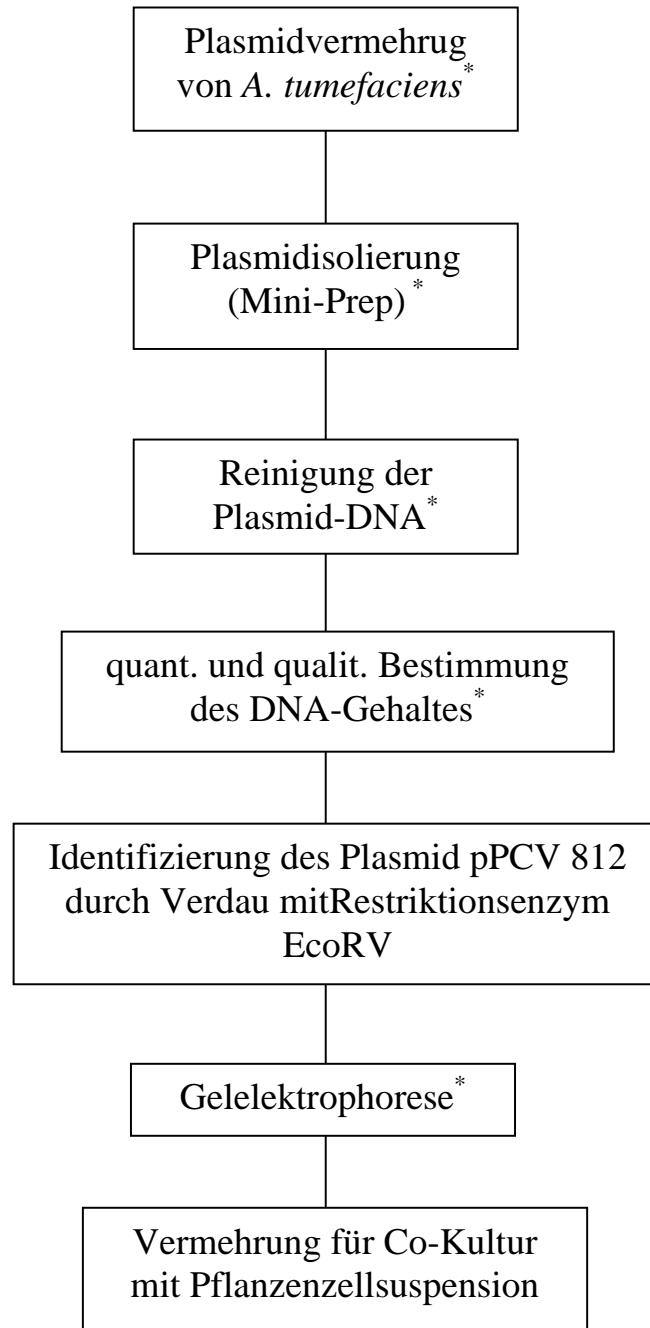 Plasmidvermehrug
von A. tumefaciens*
Plasmidisolierung
(Mini-Prep) *
Reinigung der
Plasmid-DNA*
quant. und qualit. Bestimmung
des DNA-Gehaltes*
Identifizierung des Plasmid pPCV 812
durch Verdau mitRestriktionsenzym
EcoRV
Gelelektrophorese*
Vermehrung für Co-Kultur
mit Pflanzenzellsuspension